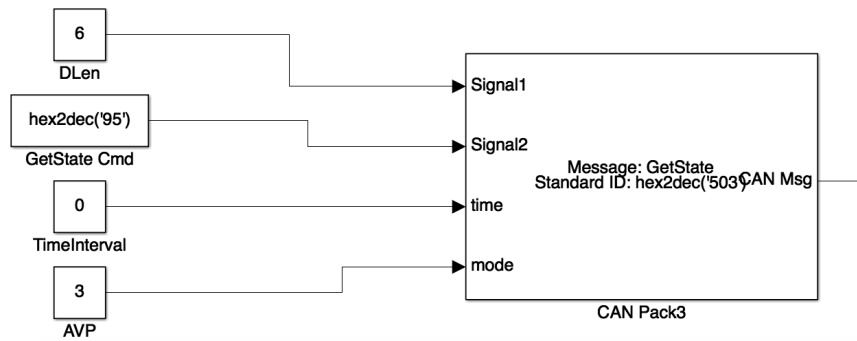 6
DLen
hex2dec('95')
GetState Cmd
0
TimeInterval
3
AVP
Signal1
Signal2
time
mode
Message: GetState
Standard ID: hex2dec('503')
CAN Msg
CAN Pack3